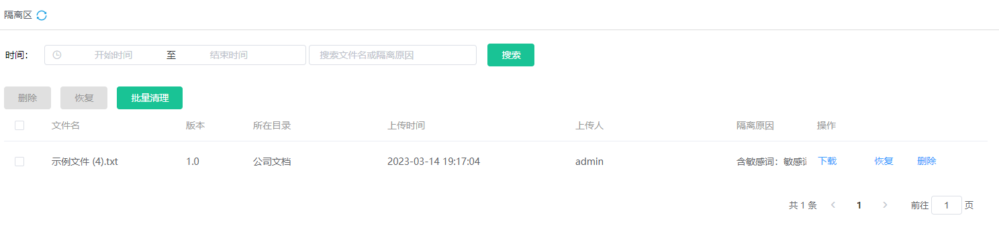 隔离区
时间： 开始时间 至 结束时间 搜索文件名或隔离原因 搜索
删除 恢复 批量清理
文件名 版本 所在目录 上传时间 上传人 隔离原因 操作
示例文件 (4).txt 1.0 公司文档 2023-03-14 19:17:04 admin 含敏感词：敏感 下载 恢复 删除
共 1 条 1 前往 1 页